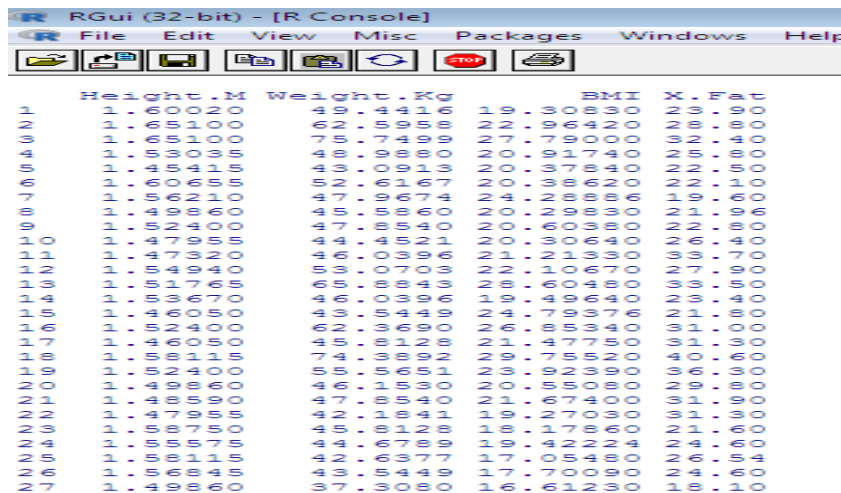 RGui (32-bit) - [R Console]
File Edit View Misc Packages Windows Help
STOP
Height.M Weight.Kg BMI X.Fat
1 1.60020 49.4416 19.30830 23.90
2 1.65100 62.5958 22.96420 28.80
3 1.65100 75.7499 27.79000 32.40
4 1.53035 48.9880 20.91740 25.80
5 1.45415 43.0913 20.37840 22.50
6 1.60655 52.6167 20.38620 22.10
7 1.56210 47.9674 24.28886 19.60
8 1.49860 45.5860 20.29830 21.96
9 1.52400 47.8540 20.60380 22.80
10 1.47955 44.4521 20.30640 26.40
11 1.47320 46.0396 21.21330 33.70
12 1.54940 53.0703 22.10670 27.90
13 1.51765 65.8843 28.60480 33.50
14 1.53670 46.0396 19.49640 23.40
15 1.46050 43.5449 24.79376 21.80
16 1.52400 62.3690 26.85340 31.00
17 1.46050 45.8128 21.47750 31.30
18 1.58115 74.3892 29.75520 40.60
19 1.52400 55.5651 23.92390 36.30
20 1.49860 46.1530 20.55080 29.80
21 1.48590 47.8540 21.67400 31.90
22 1.47955 42.1841 19.27030 31.30
23 1.58750 45.8128 18.17860 21.60
24 1.55575 44.6789 19.42224 24.60
25 1.58115 42.6377 17.05480 26.54
26 1.56845 43.5449 17.70090 24.60
27 1.49860 37.3080 16.61230 18.10